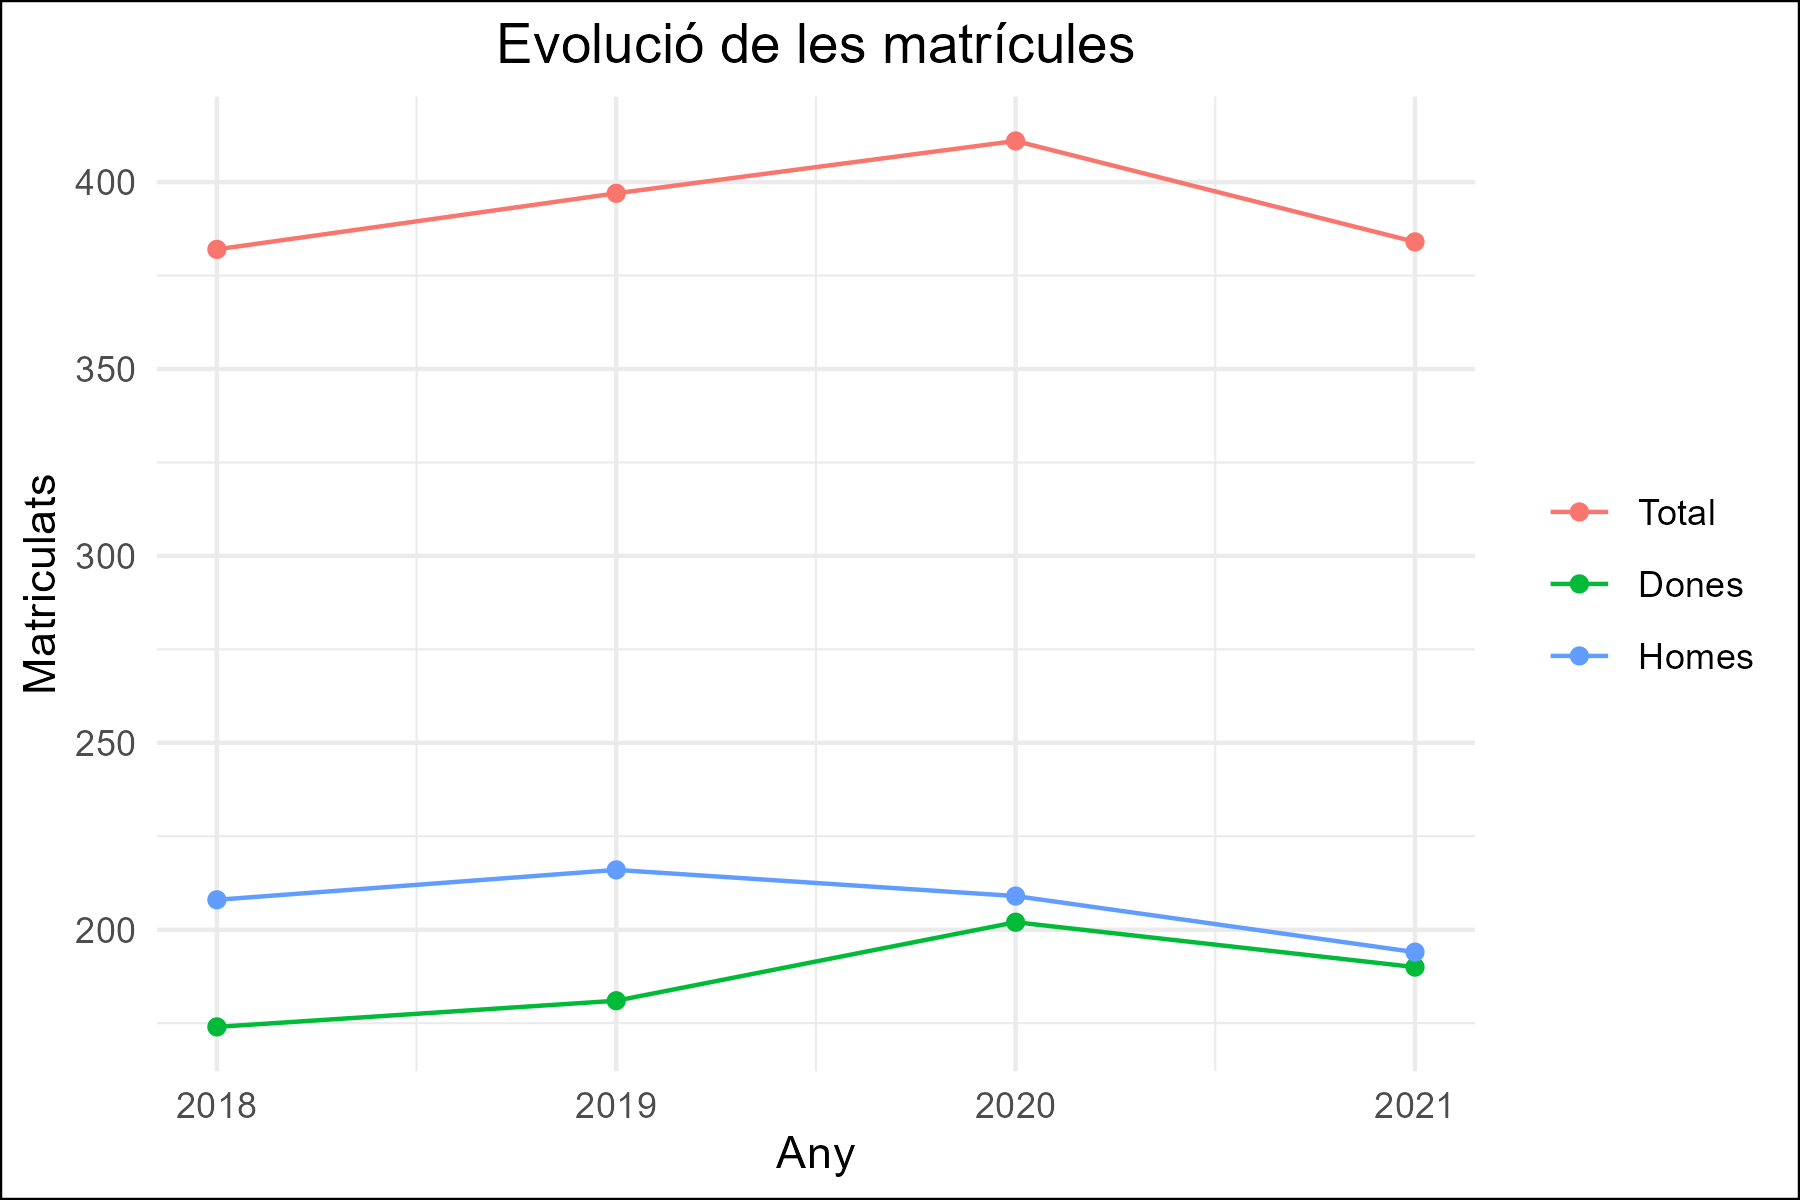 Evolució de les matrícules
400
350
300
250
200
Matriculats
2018 2019 2020 2021
Any
Total
Dones
Homes